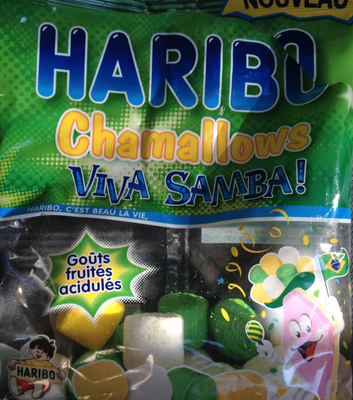 NOUVEAU
HARIBO
Chamallows
VIVA SAMBA!
HARIBO, C'EST BEAU LA VIE,
Goûts
fruités
acidulés
HARIBO